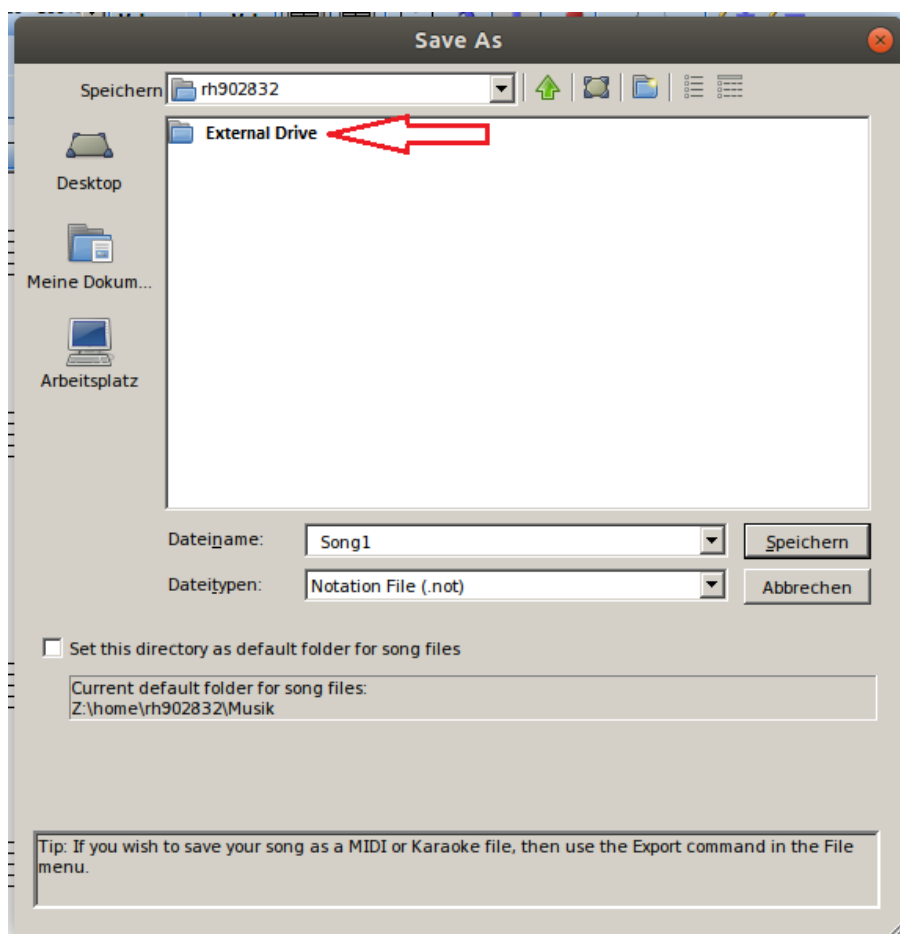 Save As
Speichern rh902832
External Drive
Desktop
Meine Dokum...
Arbeitsplatz
Dateiname: Song1 Speichern
Dateitypen: Notation File (.not) Abbrechen
Set this directory as default folder for song files
Current default folder for song files:
Z:\home\rh902832\Musik
Tip: If you wish to save your song as a MIDI or Karaoke file, then use the Export command in the File
menu.